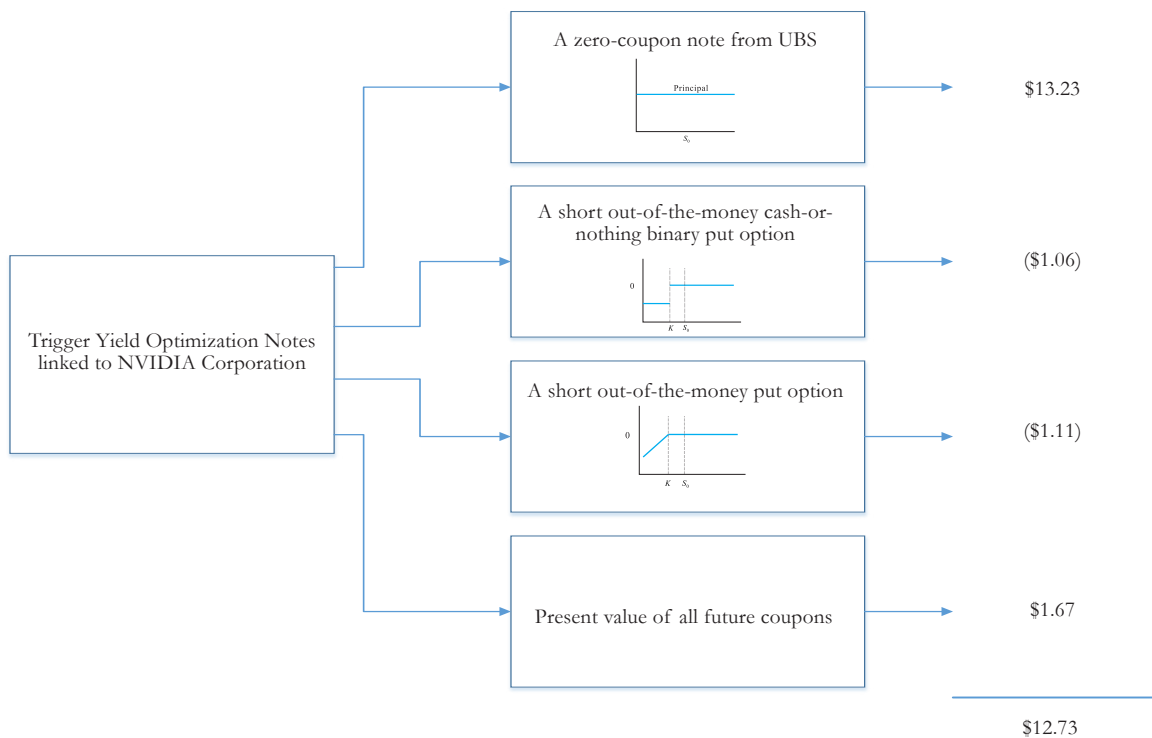 A zero-coupon note from UBS
Principal
S₀
$13.23
A short out-of-the-money cash-or-
nothing binary put option
0
K S₀
($1.06)
Trigger Yield Optimization Notes
linked to NVIDIA Corporation
A short out-of-the-money put option
0
K S₀
($1.11)
Present value of all future coupons
$1.67
$12.73